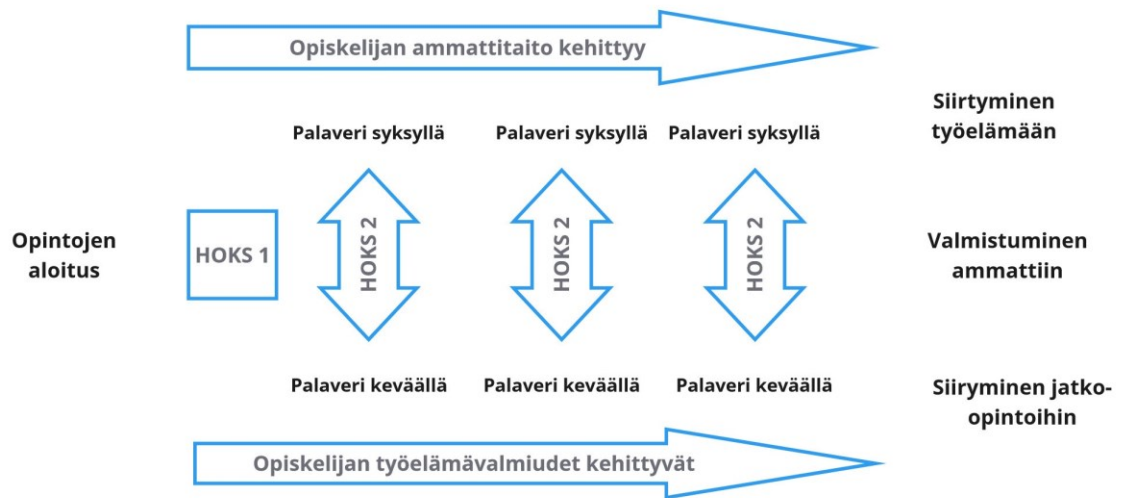 Opiskelijan ammattitaito kehittyy
Siirtyminen
työelämään
Palaveri syksyllä
Palaveri syksyllä
Palaveri syksyllä
Opintojen
aloitus
HOKS 1
HOKS 2
HOKS 2
HOKS 2
Valmistuminen
ammattiin
Palaveri keväällä
Palaveri keväällä
Palaveri keväällä
Siiryminen jatko-
opintoihin
Opiskelijan työelämävalmiudet kehittyvät